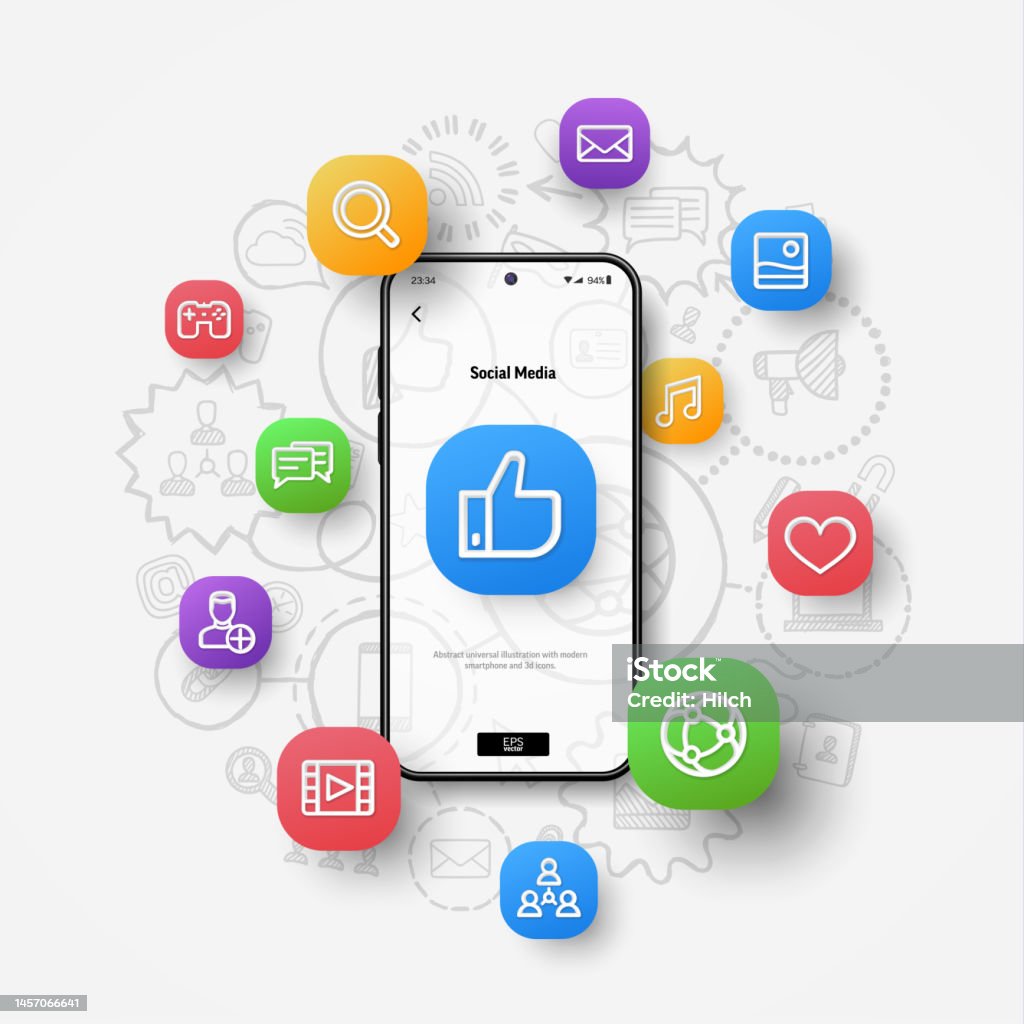 23:34
94%
Social Media
Abstract universal illustration with modern
smartphone and 3d icons.
EPS
vector
iStock™
Credit: Hilch
1457066641